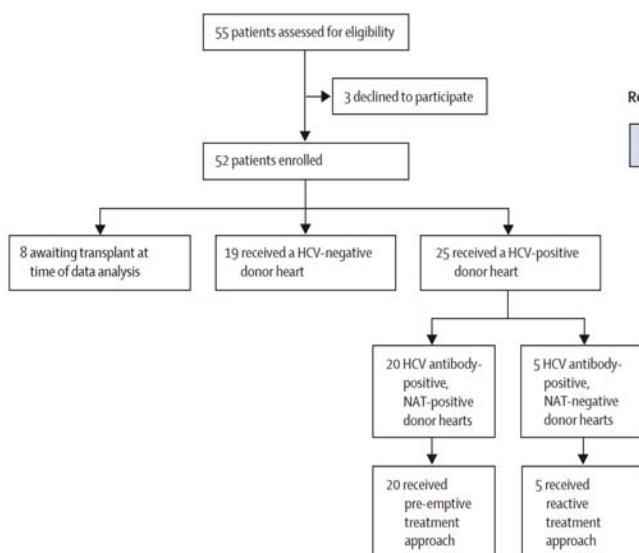 55 patients assessed for eligibility
3 declined to participate
52 patients enrolled
8 awaiting transplant at
time of data analysis
19 received a HCV-negative
donor heart
25 received a HCV-positive
donor heart
20 HCV antibody-
positive,
NAT-positive
donor hearts
5 HCV antibody-
positive,
NAT-negative
donor hearts
20 received
pre-emptive
treatment
approach
5 received
reactive
treatment
approach